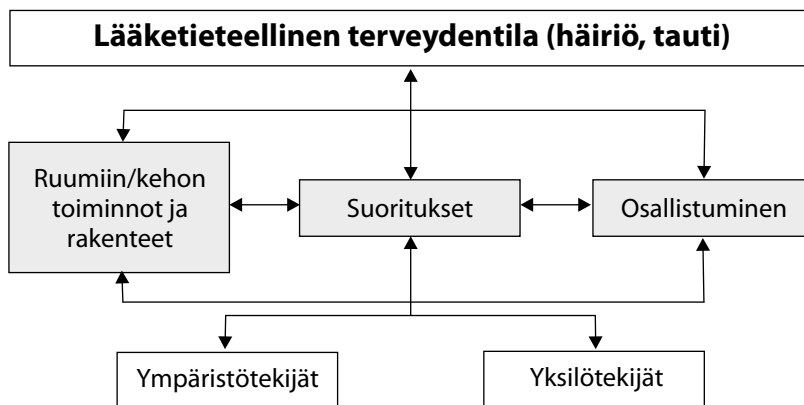 Lääketieteellinen terveydentila (häiriö, tauti)
Ruumiin/kehon
toiminnot ja
rakenteet
Suoritukset
Osallistuminen
Ympäristötekijät
Yksilötekijät